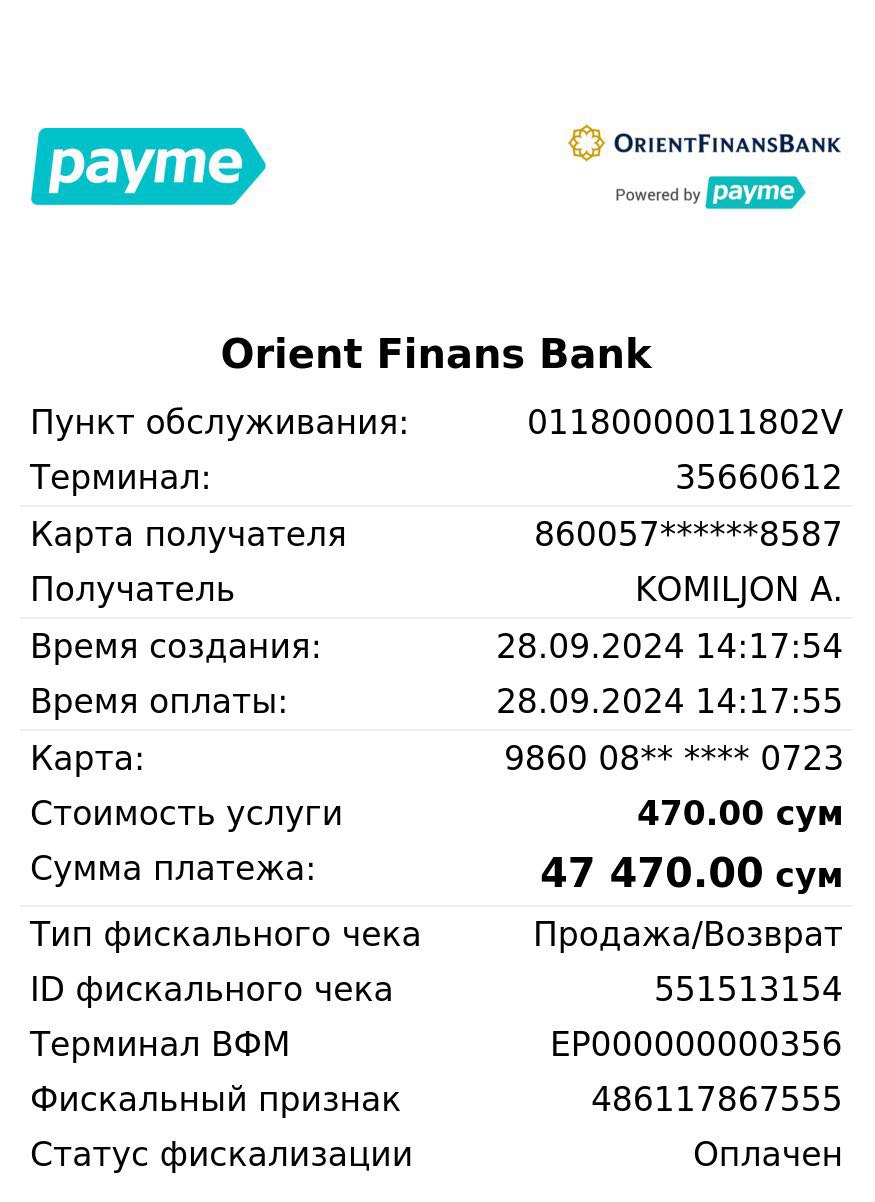 payme
ORIENTFINANSBANK
Powered by payme
Orient Finans Bank
Пункт обслуживания: 01180000011802V
Терминал: 35660612
Карта получателя 860057******8587
Получатель KOMILJON A.
Время создания: 28.09.2024 14:17:54
Время оплаты: 28.09.2024 14:17:55
Карта: 9860 08** **** 0723
Стоимость услуги 470.00 сум
Сумма платежа: 47 470.00 сум
Тип фискального чека Продажа/Возврат
ID фискального чека 551513154
Терминал ВФМ EP000000000356
Фискальный признак 486117867555
Статус фискализации Оплачен